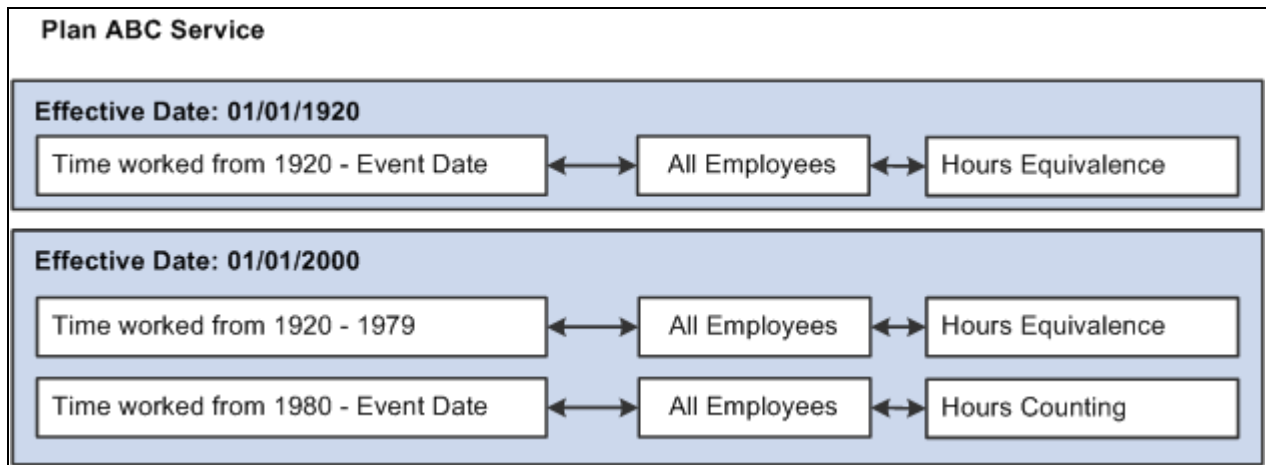 Plan ABC Service
Effective Date: 01/01/1920
Time worked from 1920 - Event Date
All Employees
Hours Equivalence
Effective Date: 01/01/2000
Time worked from 1920 - 1979
All Employees
Hours Equivalence
Time worked from 1980 - Event Date
All Employees
Hours Counting